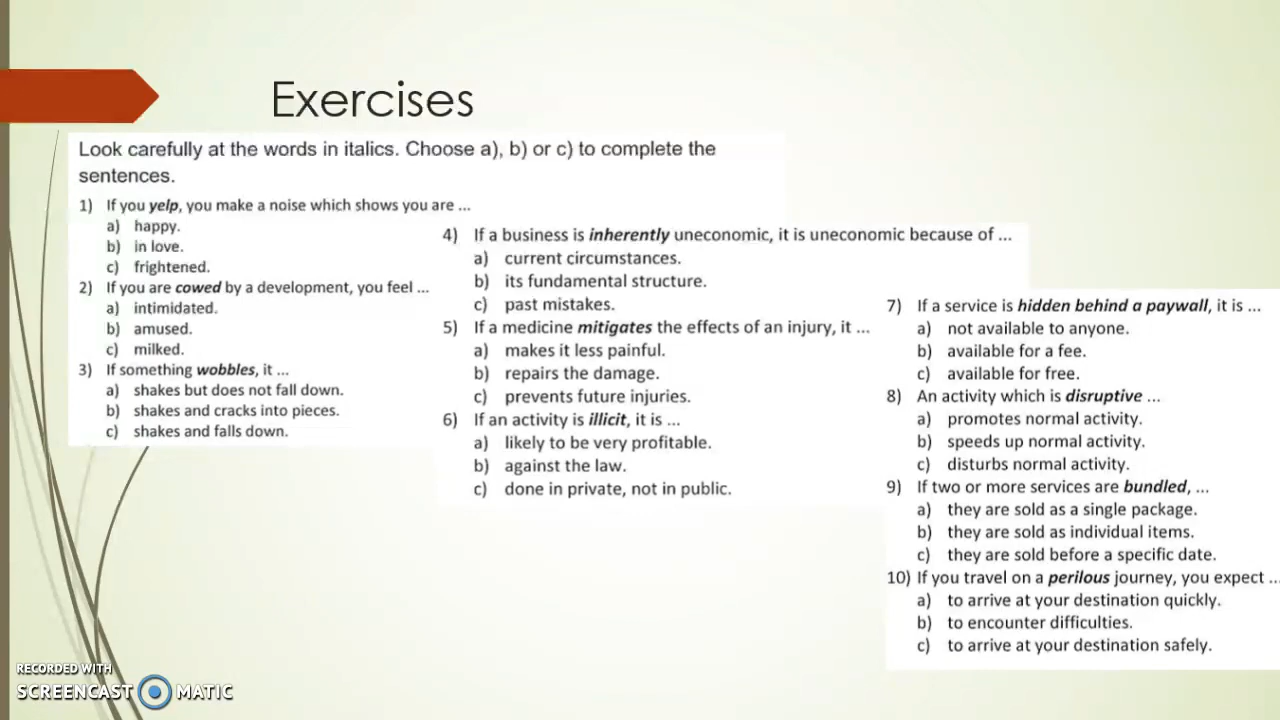 Exercises
Look carefully at the words in italics. Choose a), b) or c) to complete the
sentences.
1) If you yelp, you make a noise which shows you are ...
a) happy.
b) in love.
c) frightened.
2) If you are cowed by a development, you feel ...
a) intimidated.
b) amused.
c) milked.
3) If something wobbles, it ...
a) shakes but does not fall down.
b) shakes and cracks into pieces.
c) shakes and falls down.
4) If a business is inherently uneconomic, it is uneconomic because of ...
a) current circumstances.
b) its fundamental structure.
c) past mistakes.
5) If a medicine mitigates the effects of an injury, it ...
a) makes it less painful.
b) repairs the damage.
c) prevents future injuries.
6) If an activity is illicit, it is ...
a) likely to be very profitable.
b) against the law.
c) done in private, not in public.
7) If a service is hidden behind a paywall, it is ...
a) not available to anyone.
b) available for a fee.
c) available for free.
8) An activity which is disruptive ...
a) promotes normal activity.
b) speeds up normal activity.
c) disturbs normal activity.
9) If two or more services are bundled, ...
a) they are sold as a single package.
b) they are sold as individual items.
c) they are sold before a specific date.
10) If you travel on a perilous journey, you expect ...
a) to arrive at your destination quickly.
b) to encounter difficulties.
c) to arrive at your destination safely.
RECORDED WITH
SCREENCAST MATIC